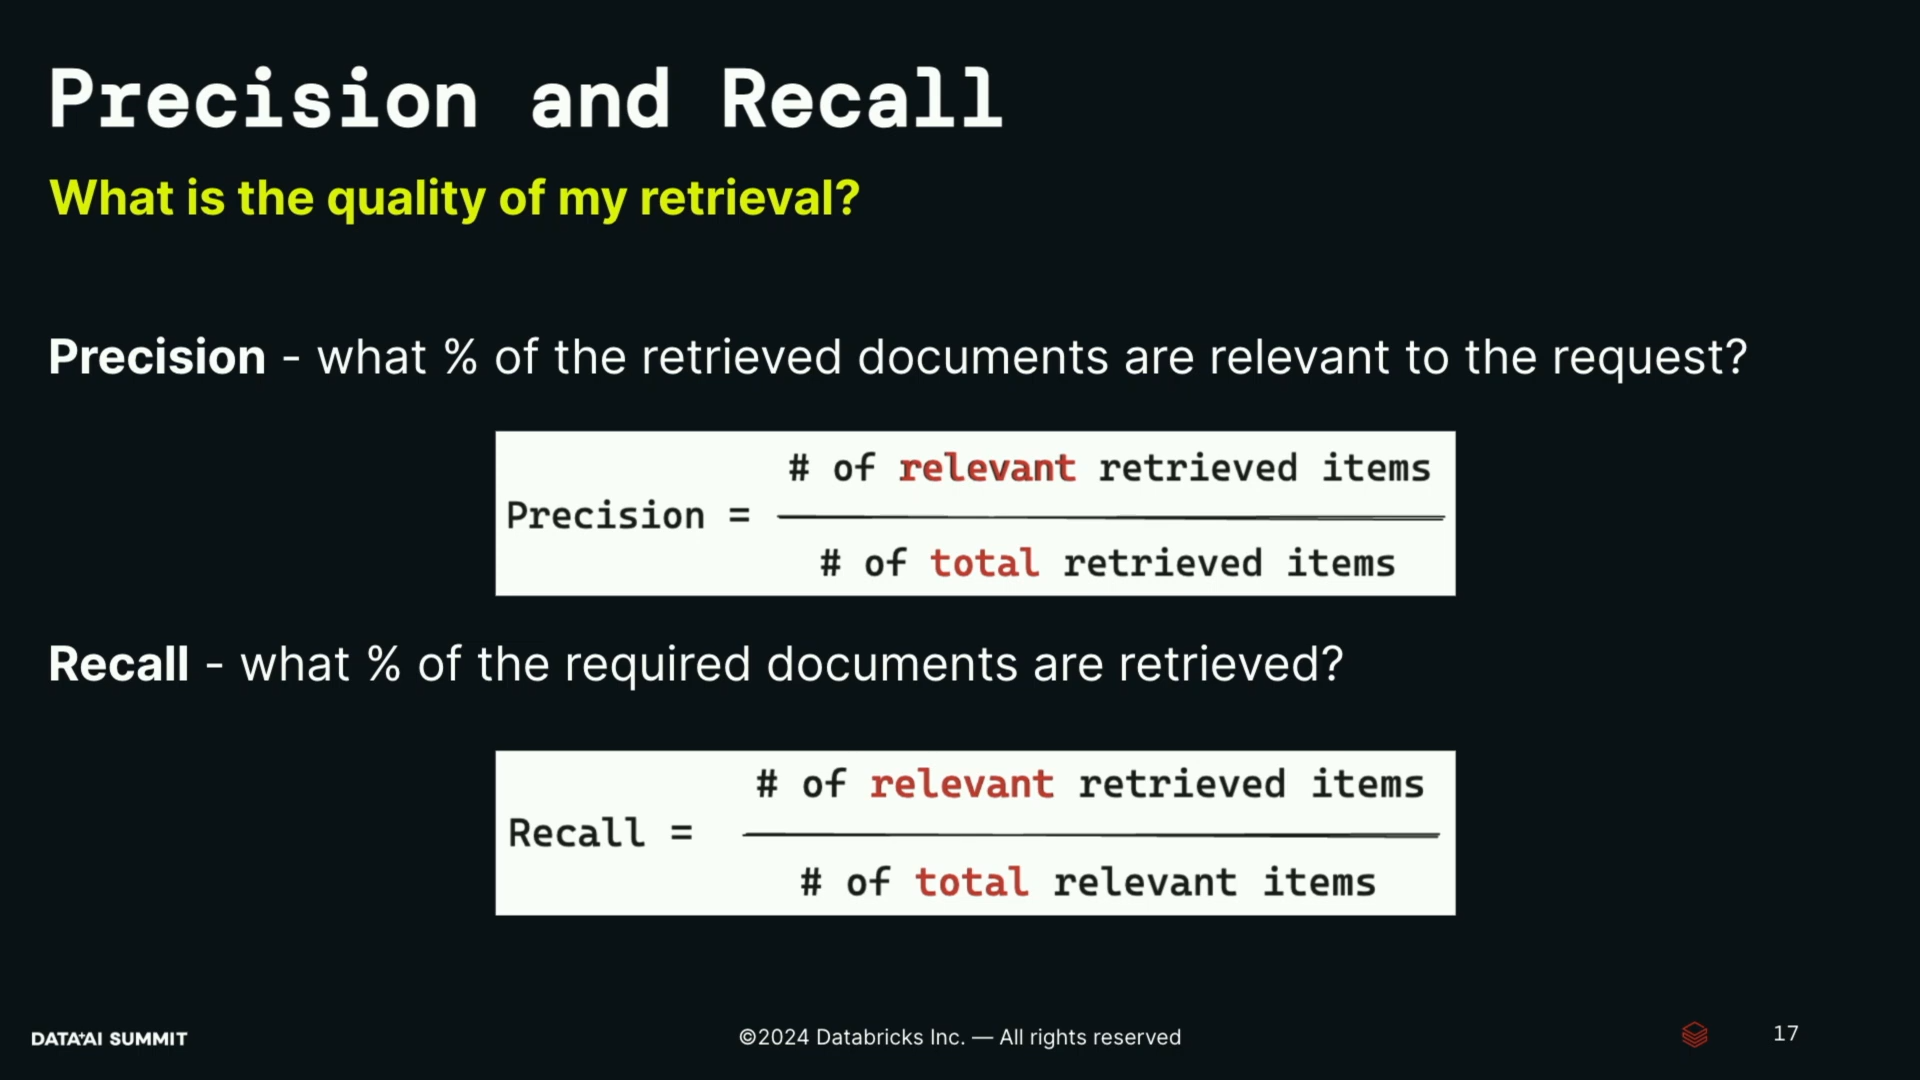 Precision and Recall
What is the quality of my retrieval?
Precision - what % of the retrieved documents are relevant to the request?
# of relevant retrieved items
Precision =
# of total retrieved items
Recall - what % of the required documents are retrieved?
# of relevant retrieved items
Recall =
# of total relevant items
DATA+AI SUMMIT
©2024 Databricks Inc. — All rights reserved
17